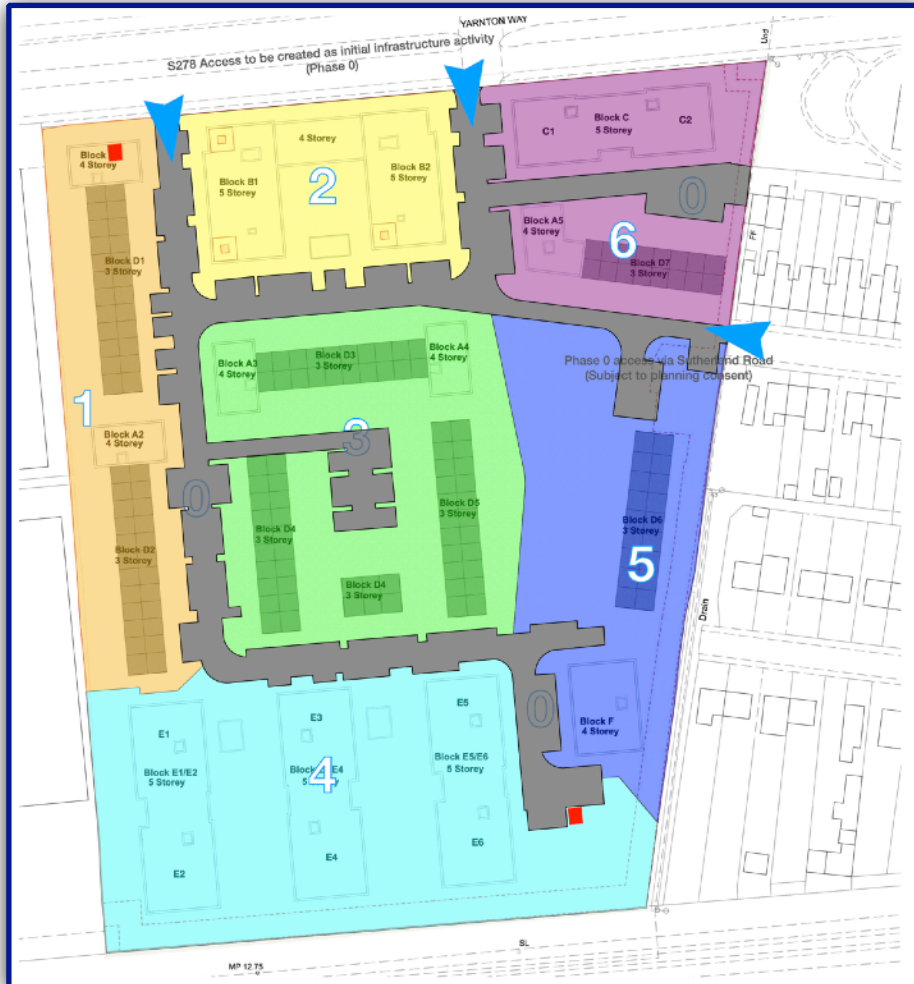 YARNTON WAY
S278 Access to be created as initial infrastructure activity
(Phase 0)
Und
C1
Block C
5 Storey
C2
Block
4 Storey
4 Storey
Block B1
5 Storey
Block B2
5 Storey
2
0
Block A5
4 Storey
6
FF
Block D1
3 Storey
Block D7
3 Storey
Block A3
4 Storey
Block D3
3 Storey
Block A4
4 Storey
Phase 0 access via Sutherland Road
(Subject to planning consent)
1
Block A2
4 Storey
3
0
Block D2
3 Storey
Block D4
3 Storey
Block D5
3 Storey
Block D6
3 Storey
5
Block D4
3 Storey
Drain
E1
E3
E5
0
Block F
4 Storey
Block E1/E2
5 Storey
E4
5 Storey
4
Block E5/E6
5 Storey
E2
E4
E6
SL
MP 12.75